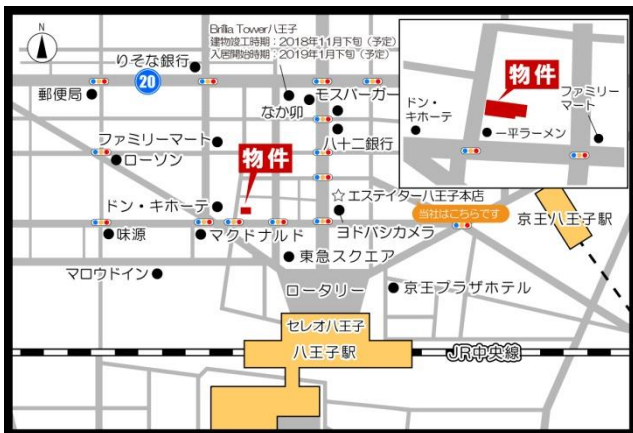 N
Brillia Tower八王子
建物竣工時期：2018年11月下旬（予定）
入居開始時期：2019年1月下旬（予定）
りそな銀行
20
郵便局
モスバーガー
なか卯
八十二銀行
ファミリーマート
ローソン
物件
ドン・キホーテ
☆エステイター八王子本店
当社はこちらです
味源
マクドナルド
ヨドバシカメラ
京王八王子駅
東急スクエア
マロウドイン
ロータリー
京王プラザホテル
セレオ八王子
八王子駅
JR中央線
N
物件
ドン・
キホーテ
ファミリー
マート
一平ラーメン